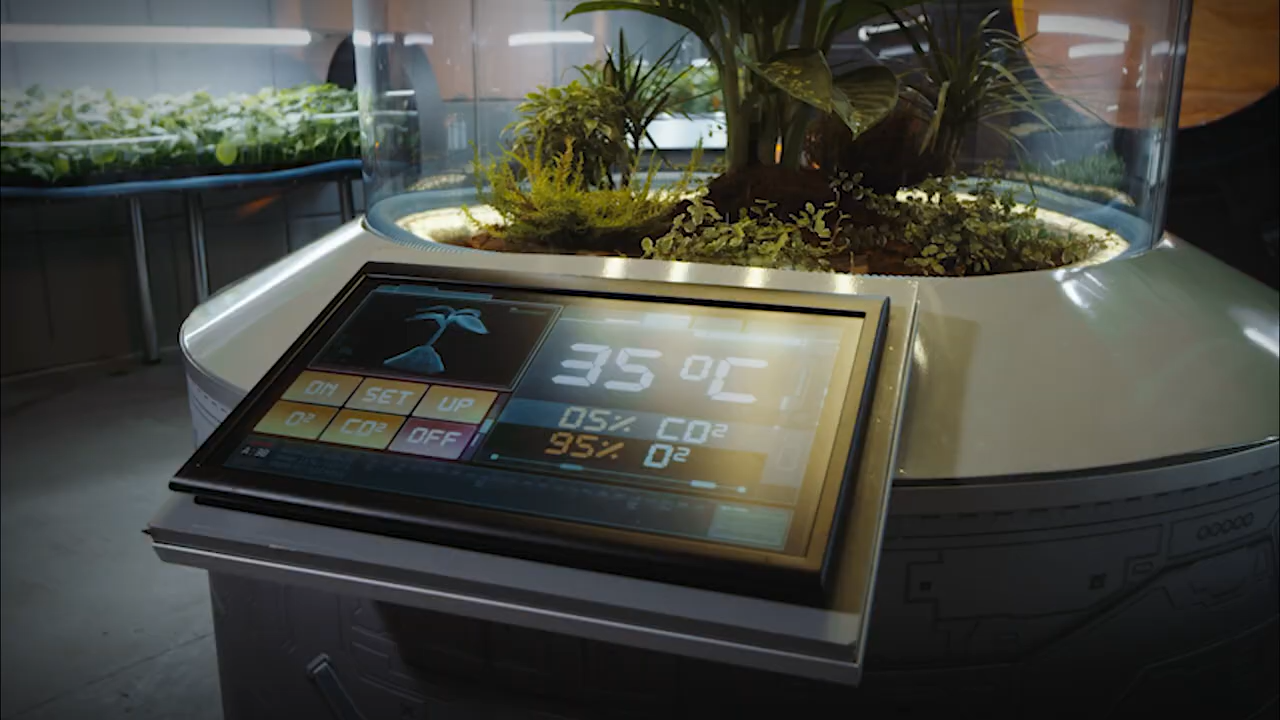 35 °C
ON SET UP
O² CO² OFF
05% CO²
95% O²